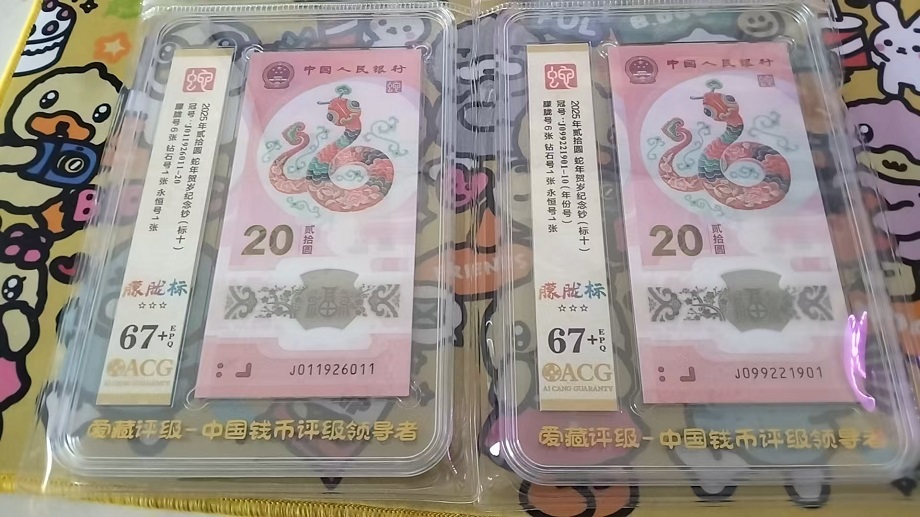 2025年贰拾圆 蛇年贺岁纪念钞(标十)
冠号:J011926011-20
朦胧号6张 钻石号1张 永恒号1张
朦胧标
☆☆☆
67+EPQ
ACG
AI CANG GUARANTY
中国人民银行
20
贰拾圆
J011926011
爱藏评级-中国钱币评级领导者
2025年贰拾圆 蛇年贺岁纪念钞(标十)
冠号:J099221901-10(年份号)
朦胧号6张 钻石号1张 永恒号1张
朦胧标
☆☆☆
67+EPQ
ACG
AI CANG GUARANTY
中国人民银行
20
贰拾圆
J099221901
爱藏评级-中国钱币评级领导者
FRIENDS